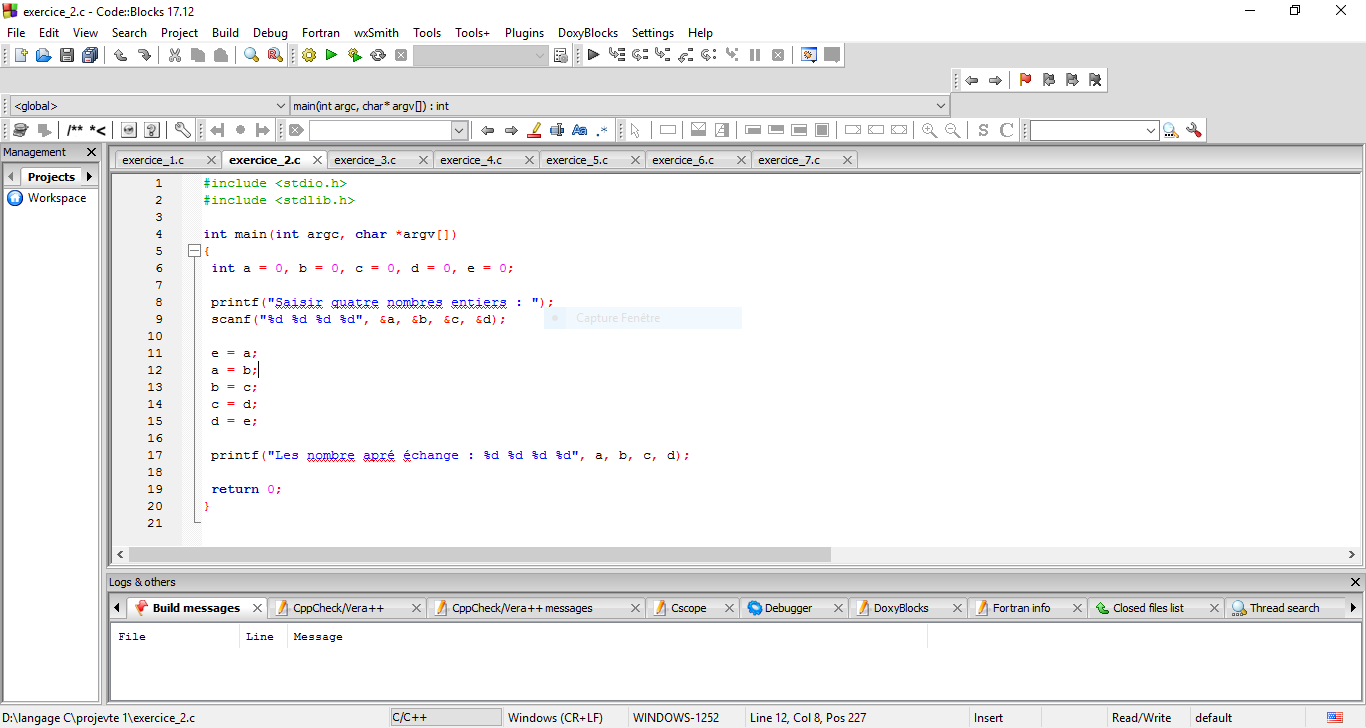 exercice_2.c - Code::Blocks 17.12
File Edit View Search Project Build Debug Fortran wxSmith Tools Tools+ Plugins DoxyBlocks Settings Help
<global> main(int argc, char* argv[]) : int
/** *< Aa .* S C
Management
Projects
Workspace
exercice_1.c exercice_2.c exercice_3.c exercice_4.c exercice_5.c exercice_6.c exercice_7.c
1 #include <stdio.h>
2 #include <stdlib.h>
3
4 int main(int argc, char *argv[])
5 {
6 int a = 0, b = 0, c = 0, d = 0, e = 0;
7
8 printf("Saisir quatre nombres entiers : ");
9 scanf("%d %d %d %d", &a, &b, &c, &d);
Capture Fenêtre
10
11 e = a;
12 a = b;
13 b = c;
14 c = d;
15 d = e;
16
17 printf("Les nombre apré échange : %d %d %d %d", a, b, c, d);
18
19 return 0;
20 }
21
Logs & others
Build messages CppCheck/Vera++ CppCheck/Vera++ messages Cscope Debugger DoxyBlocks Fortran info Closed files list Thread search
File Line Message
D:\langage C\projevte 1\exercice_2.c C/C++ Windows (CR+LF) WINDOWS-1252 Line 12, Col 8, Pos 227 Insert Read/Write default